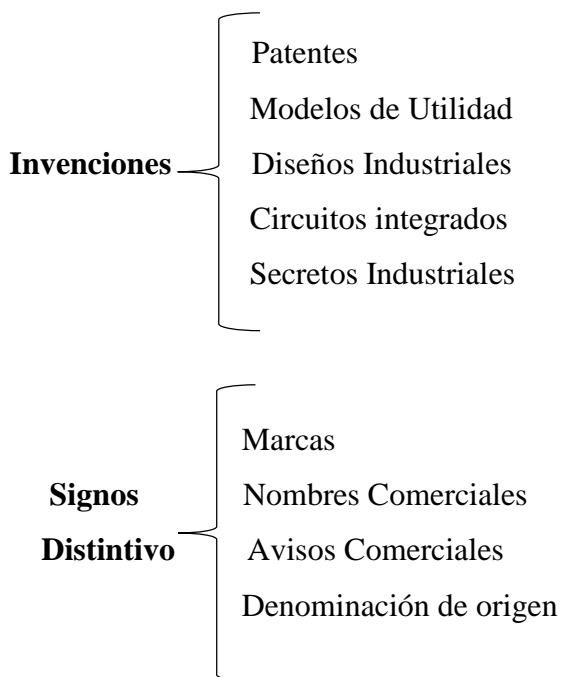 Patentes
Modelos de Utilidad
Invenciones Diseños Industriales
Circuitos integrados
Secretos Industriales
Marcas
Signos Nombres Comerciales
Distintivo Avisos Comerciales
Denominación de origen